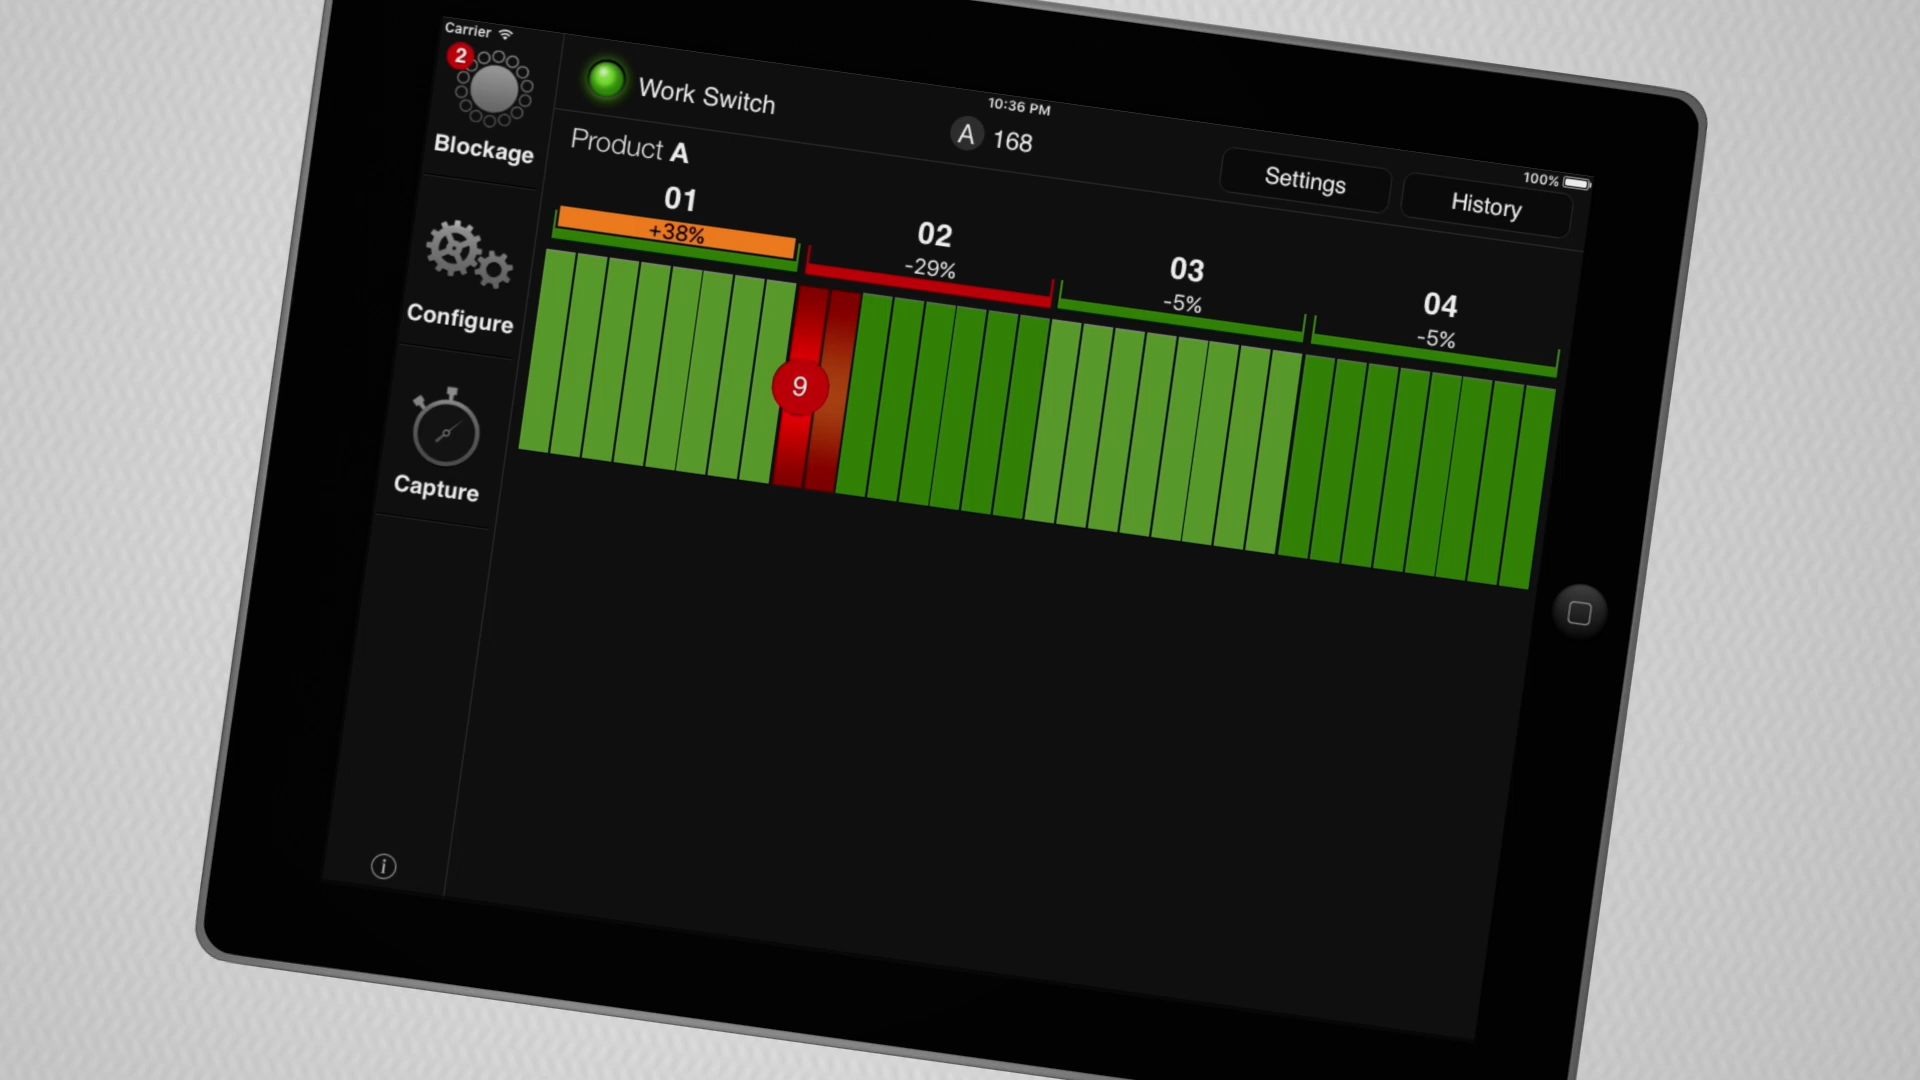 Carrier
2
Blockage
Configure
Capture
Work Switch
10:36 PM
A 168
100%
Settings
History
Product A
01
+38%
02
-29%
03
-5%
04
-5%
9
i